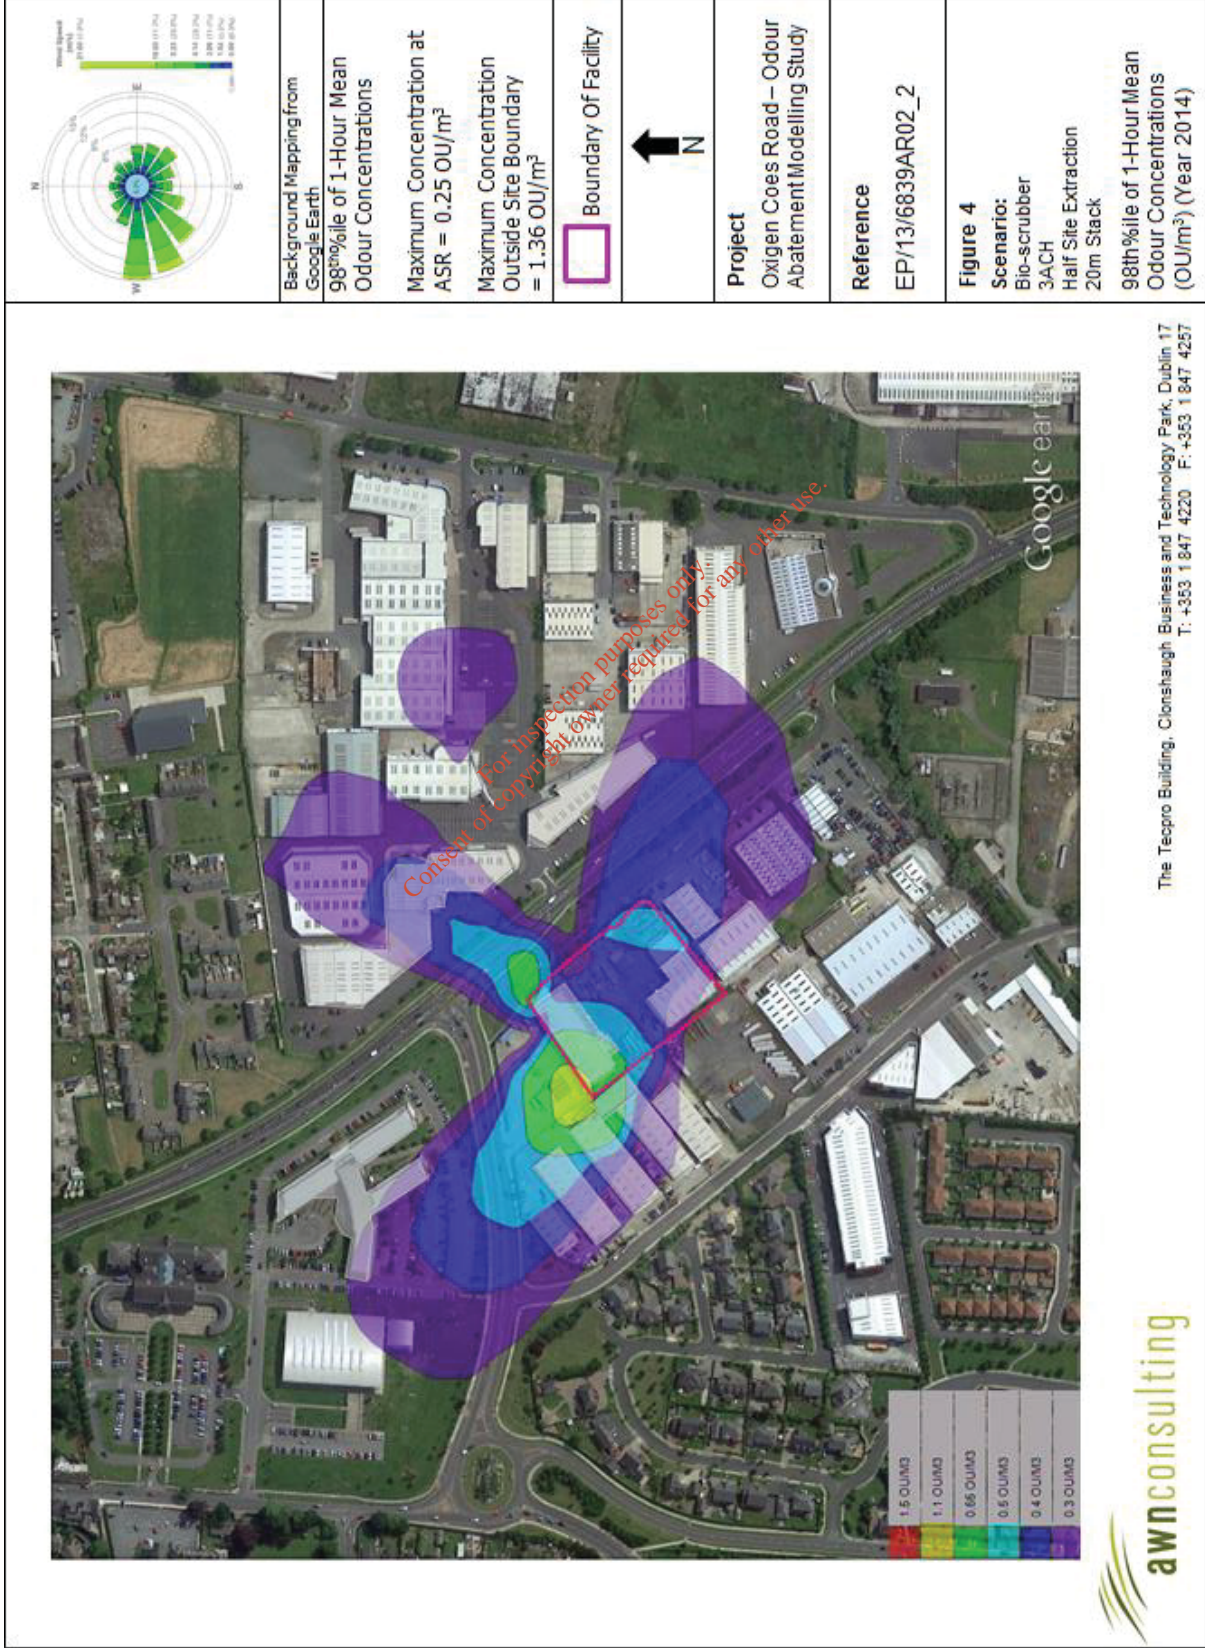 Wind Speed
N
E
S
W
Background Mapping from
Google Earth
98th%ile of 1-Hour Mean
Odour Concentrations
Maximum Concentration at
ASR = 0.25 OU/m³
Maximum Concentration
Outside Site Boundary
= 1.36 OU/m³
Boundary Of Facility
N
Project
Oxigen Coes Road – Odour
Abatement Modelling Study
Reference
EP/13/6839AR02_2
Figure 4
Scenario:
Bio-scrubber
3ACH
Half Site Extraction
20m Stack
98th%ile of 1-Hour Mean
Odour Concentrations
(OU/m³) (Year 2014)
For inspection purposes only.
Consent of copyright owner required for any other use.
Google earth
1.5 OU/M3
1.1 OU/M3
0.65 OU/M3
0.5 OU/M3
0.4 OU/M3
0.3 OU/M3
awnconsulting
The Tecpro Building, Clonshaugh Business and Technology Park, Dublin 17
T: +353 1 847 4220 F: +353 1 847 4257